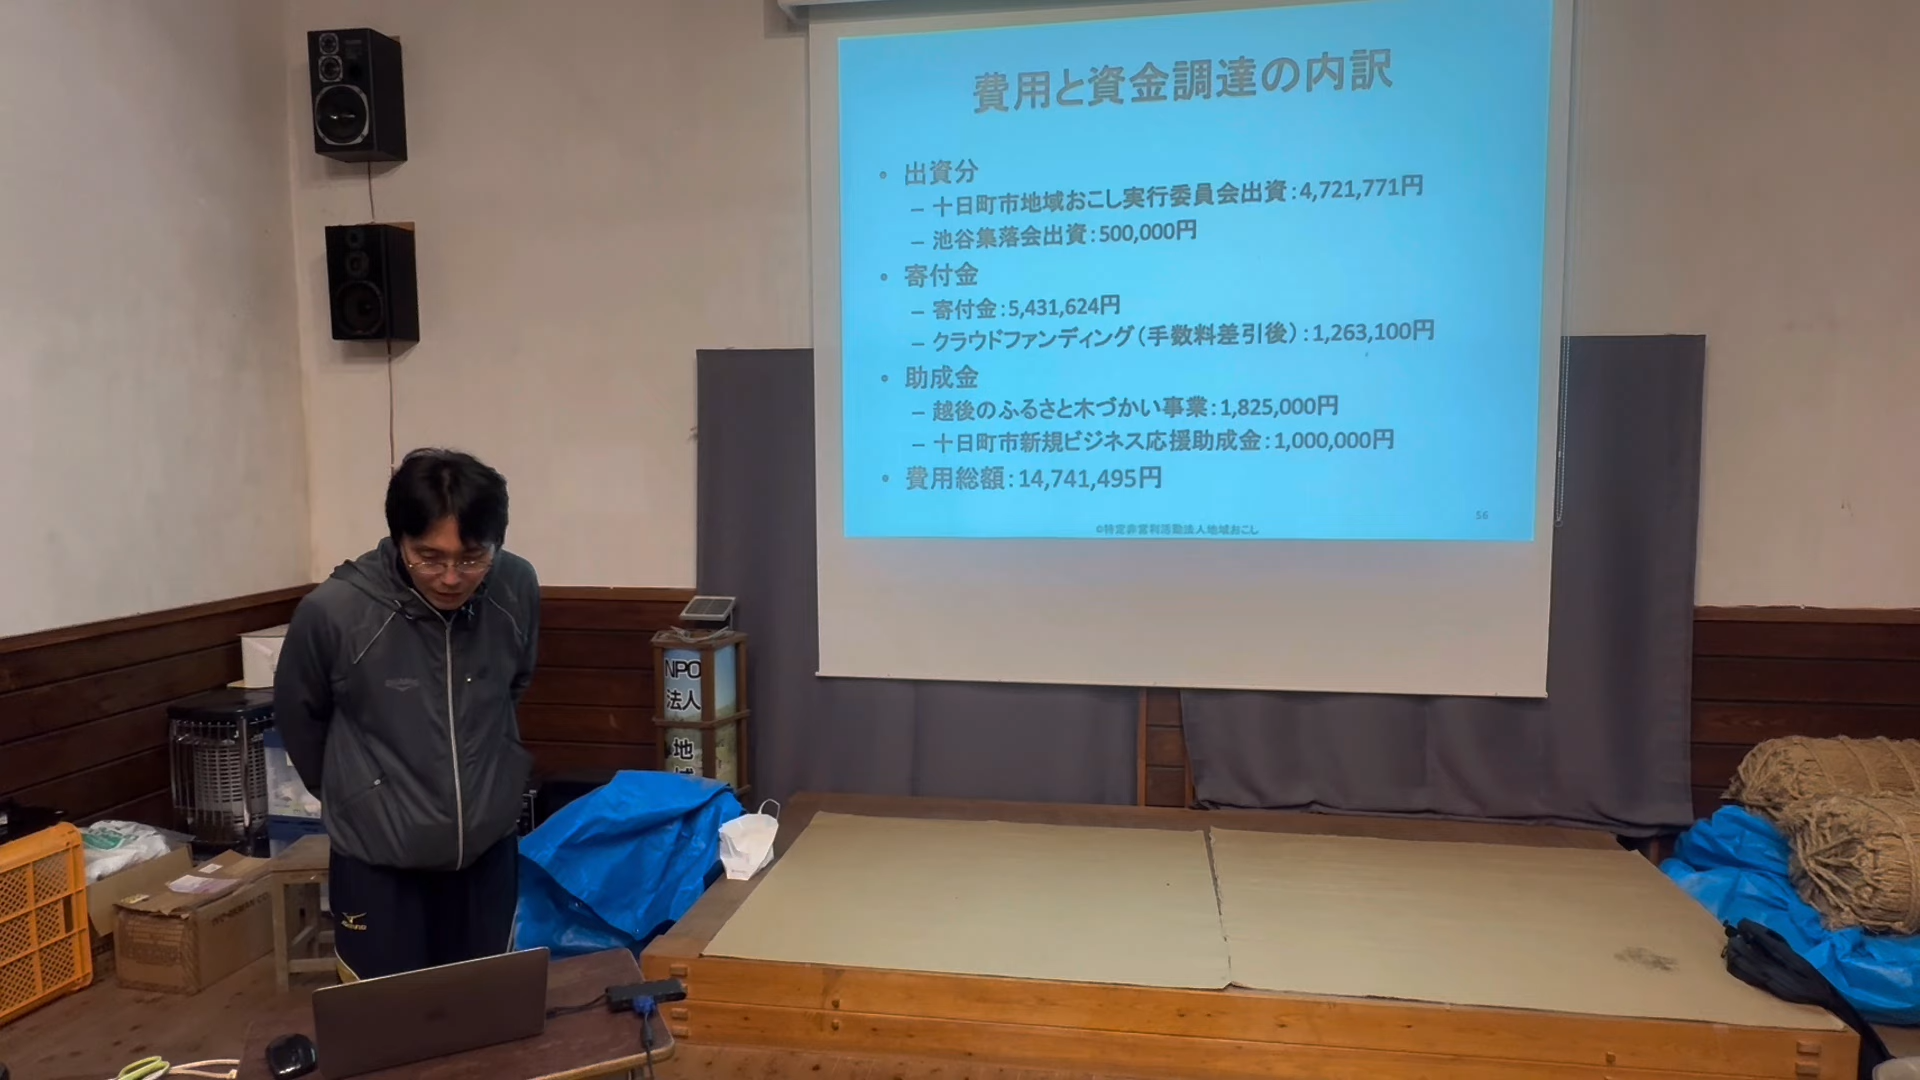 費用と資金調達の内訳
• 出資分
– 十日町市地域おこし実行委員会出資：4,721,771円
– 池谷集落会出資：500,000円
• 寄付金
– 寄付金：5,431,624円
– クラウドファンディング（手数料差引後）：1,263,100円
• 助成金
– 越後のふるさと木づかい事業：1,825,000円
– 十日町市新規ビジネス応援助成金：1,000,000円
• 費用総額：14,741,495円
56
©特定非営利活動法人地域おこし
NPO
法人
地
域